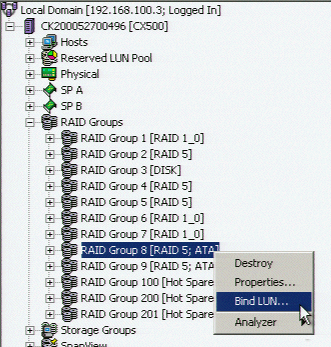 Local Domain [192.168.100.3; Logged In]
CK200052700496 [CX500]
Hosts
Reserved LUN Pool
Physical
SP A
SP B
RAID Groups
RAID Group 1 [RAID 1_0]
RAID Group 2 [RAID 5]
RAID Group 3 [DISK]
RAID Group 4 [RAID 5]
RAID Group 5 [RAID 5]
RAID Group 6 [RAID 1_0]
RAID Group 7 [RAID 1_0]
RAID Group 8 [RAID 5; ATA]
RAID Group 9 [RAID 5; ATA
RAID Group 100 [Hot Spare
RAID Group 200 [Hot Spare
RAID Group 201 [Hot Spare
Storage Groups
SnapView
Destroy
Properties...
Bind LUN...
Analyzer